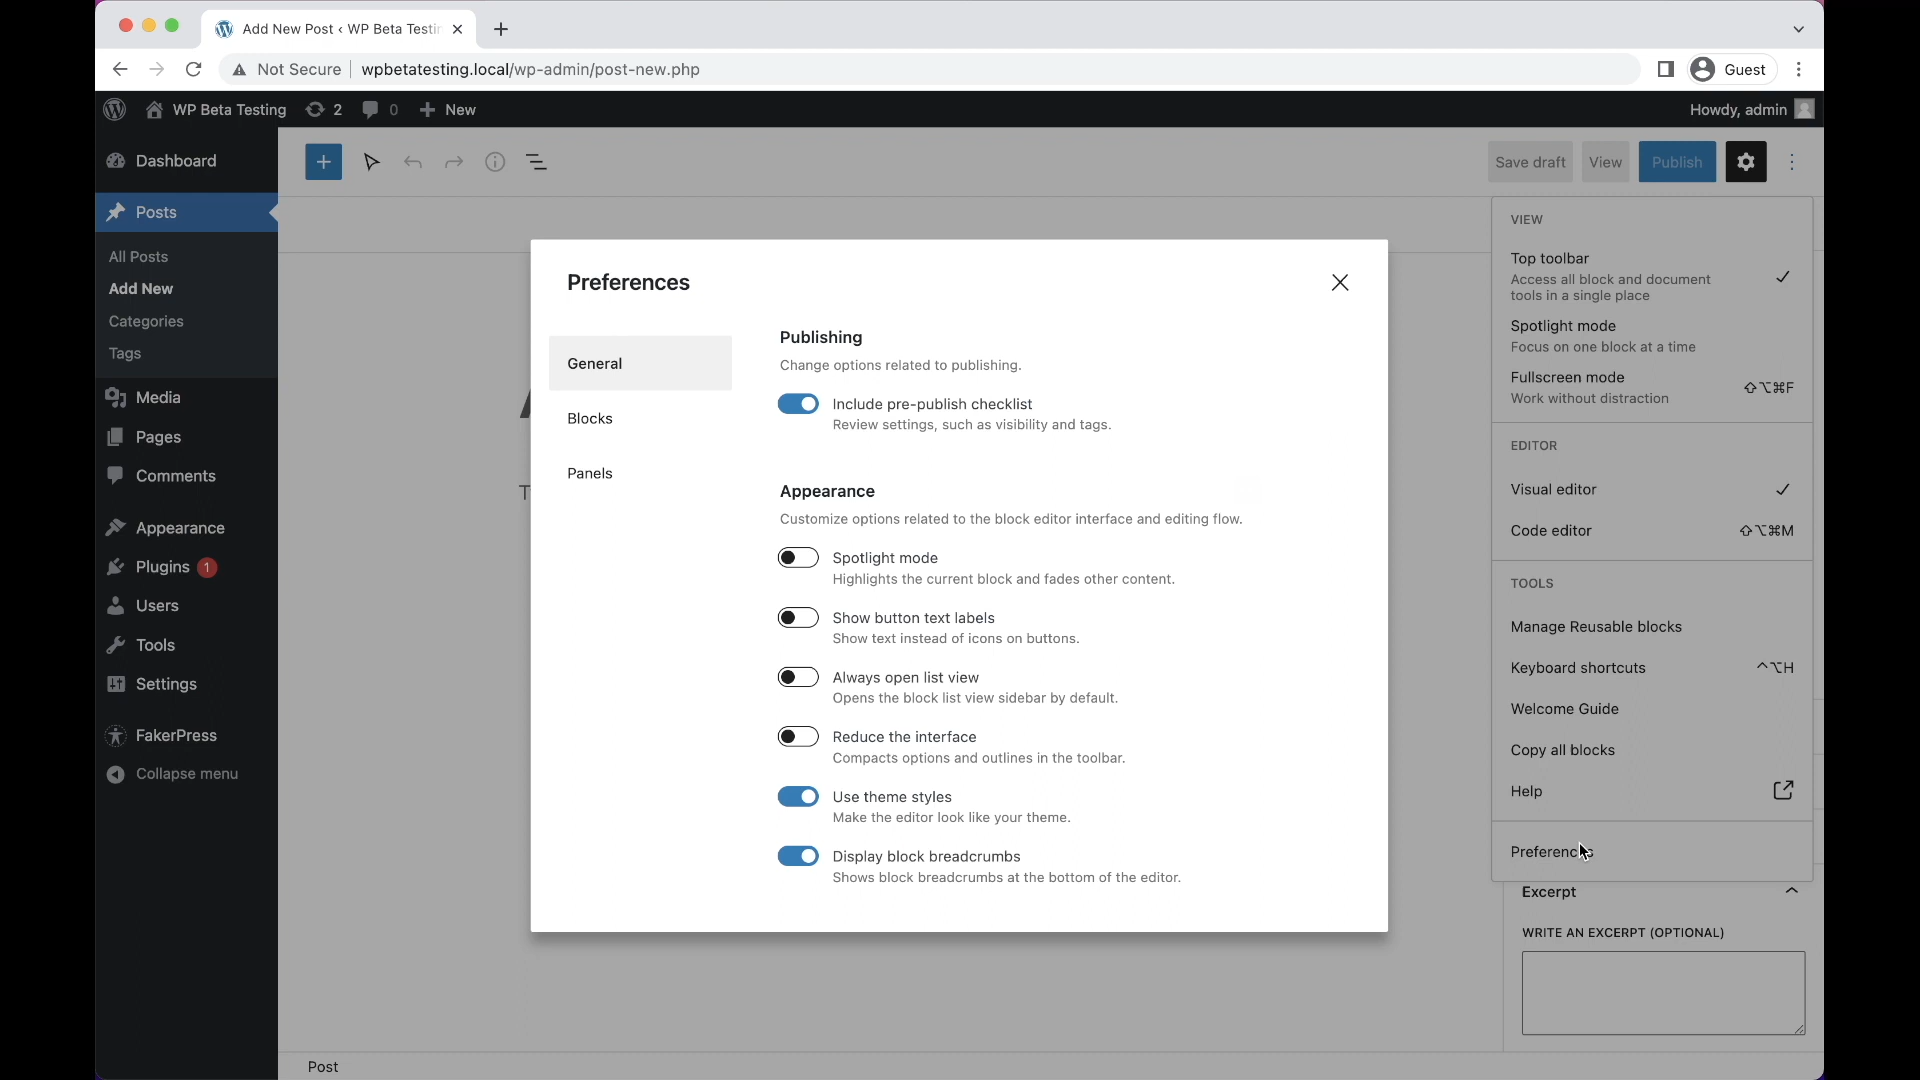 Add New Post ‹ WP Beta Testin
Not Secure
wpbetatesting.local/wp-admin/post-new.php
Guest
WP Beta Testing
2
0
New
Howdy, admin
Dashboard
Posts
All Posts
Add New
Categories
Tags
Media
Pages
Comments
Appearance
Plugins 1
Users
Tools
Settings
FakerPress
Collapse menu
Save draft
View
Publish
Preferences
General
Blocks
Panels
Publishing
Change options related to publishing.
Include pre-publish checklist
Review settings, such as visibility and tags.
Appearance
Customize options related to the block editor interface and editing flow.
Spotlight mode
Highlights the current block and fades other content.
Show button text labels
Show text instead of icons on buttons.
Always open list view
Opens the block list view sidebar by default.
Reduce the interface
Compacts options and outlines in the toolbar.
Use theme styles
Make the editor look like your theme.
Display block breadcrumbs
Shows block breadcrumbs at the bottom of the editor.
VIEW
Top toolbar
Access all block and document
tools in a single place
Spotlight mode
Focus on one block at a time
Fullscreen mode
⇧⌥⌘F
Work without distraction
EDITOR
Visual editor
Code editor
⇧⌥⌘M
TOOLS
Manage Reusable blocks
Keyboard shortcuts
⌃⌥H
Welcome Guide
Copy all blocks
Help
Preferences
Excerpt
WRITE AN EXCERPT (OPTIONAL)
Post